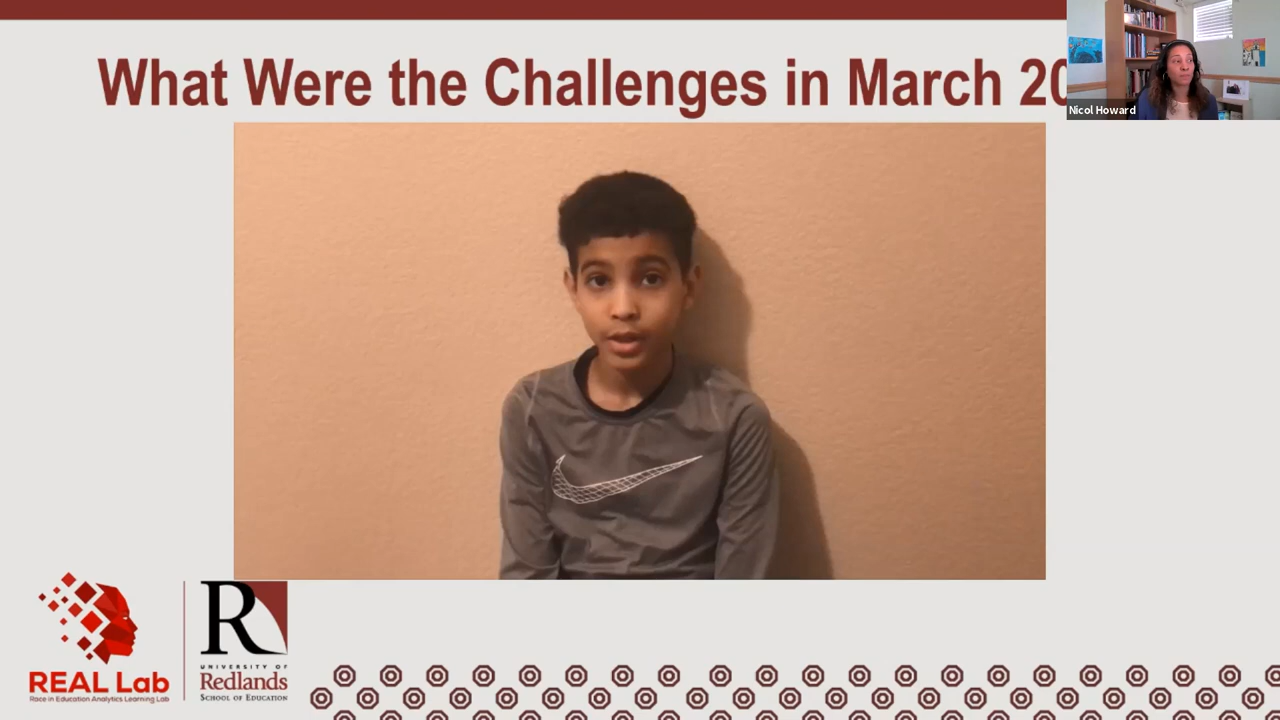 What Were the Challenges in March 20
Nicol Howard
REAL Lab
Race in Education Analytics Learning Lab
R
UNIVERSITY OF
Redlands
SCHOOL OF EDUCATION